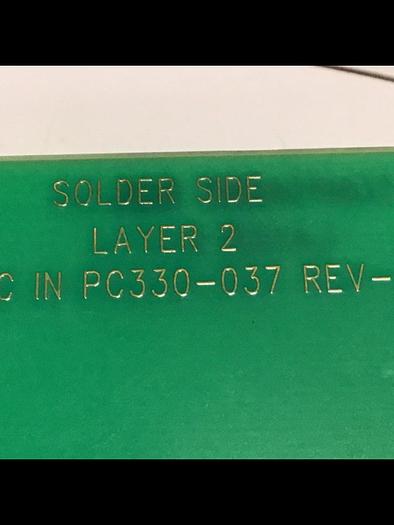 SOLDER SIDE
LAYER 2
C IN PC330-037 REV-